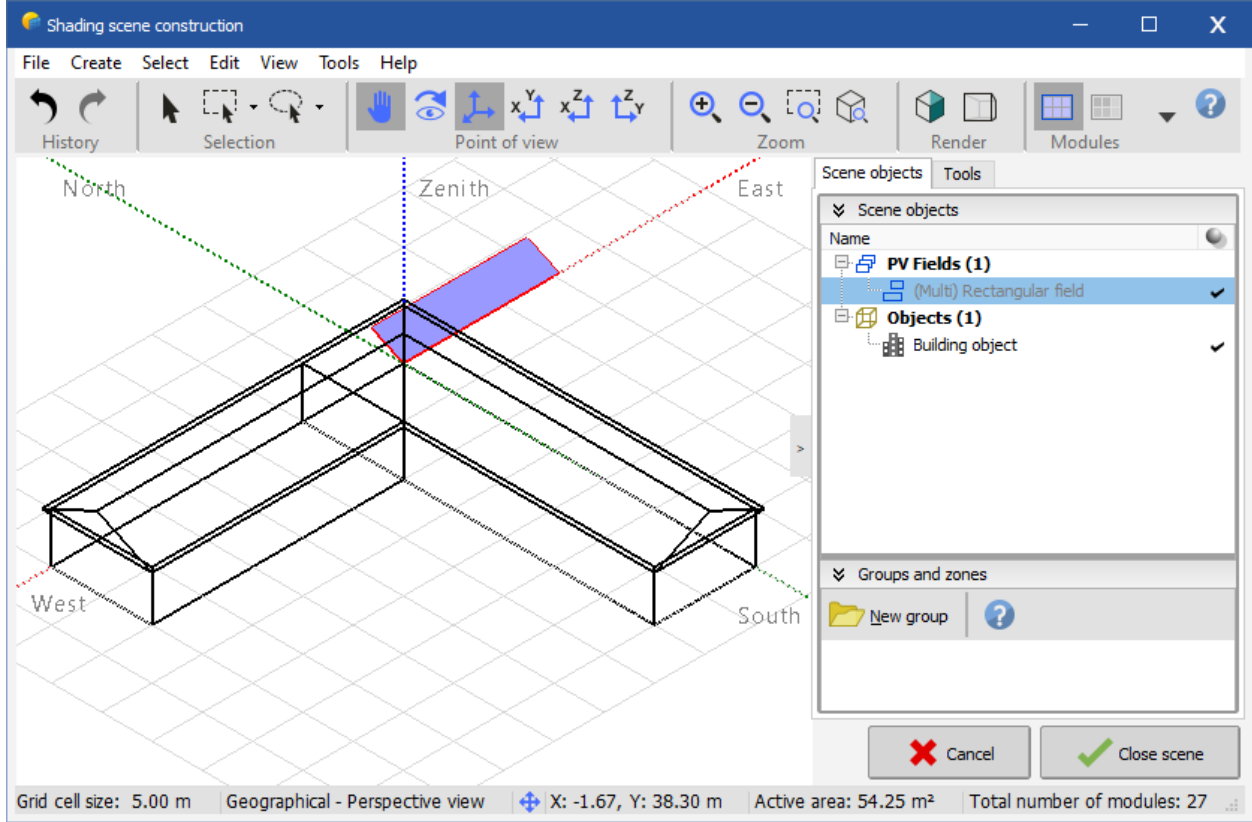 Shading scene construction
File Create Select Edit View Tools Help
History Selection Point of view Zoom Render Modules
North Zenith East
West South
Scene objects Tools
Scene objects
Name
PV Fields (1)
(Multi) Rectangular field
Objects (1)
Building object
>
Groups and zones
New group
Cancel Close scene
Grid cell size: 5.00 m Geographical - Perspective view X: -1.67, Y: 38.30 m Active area: 54.25 m² Total number of modules: 27